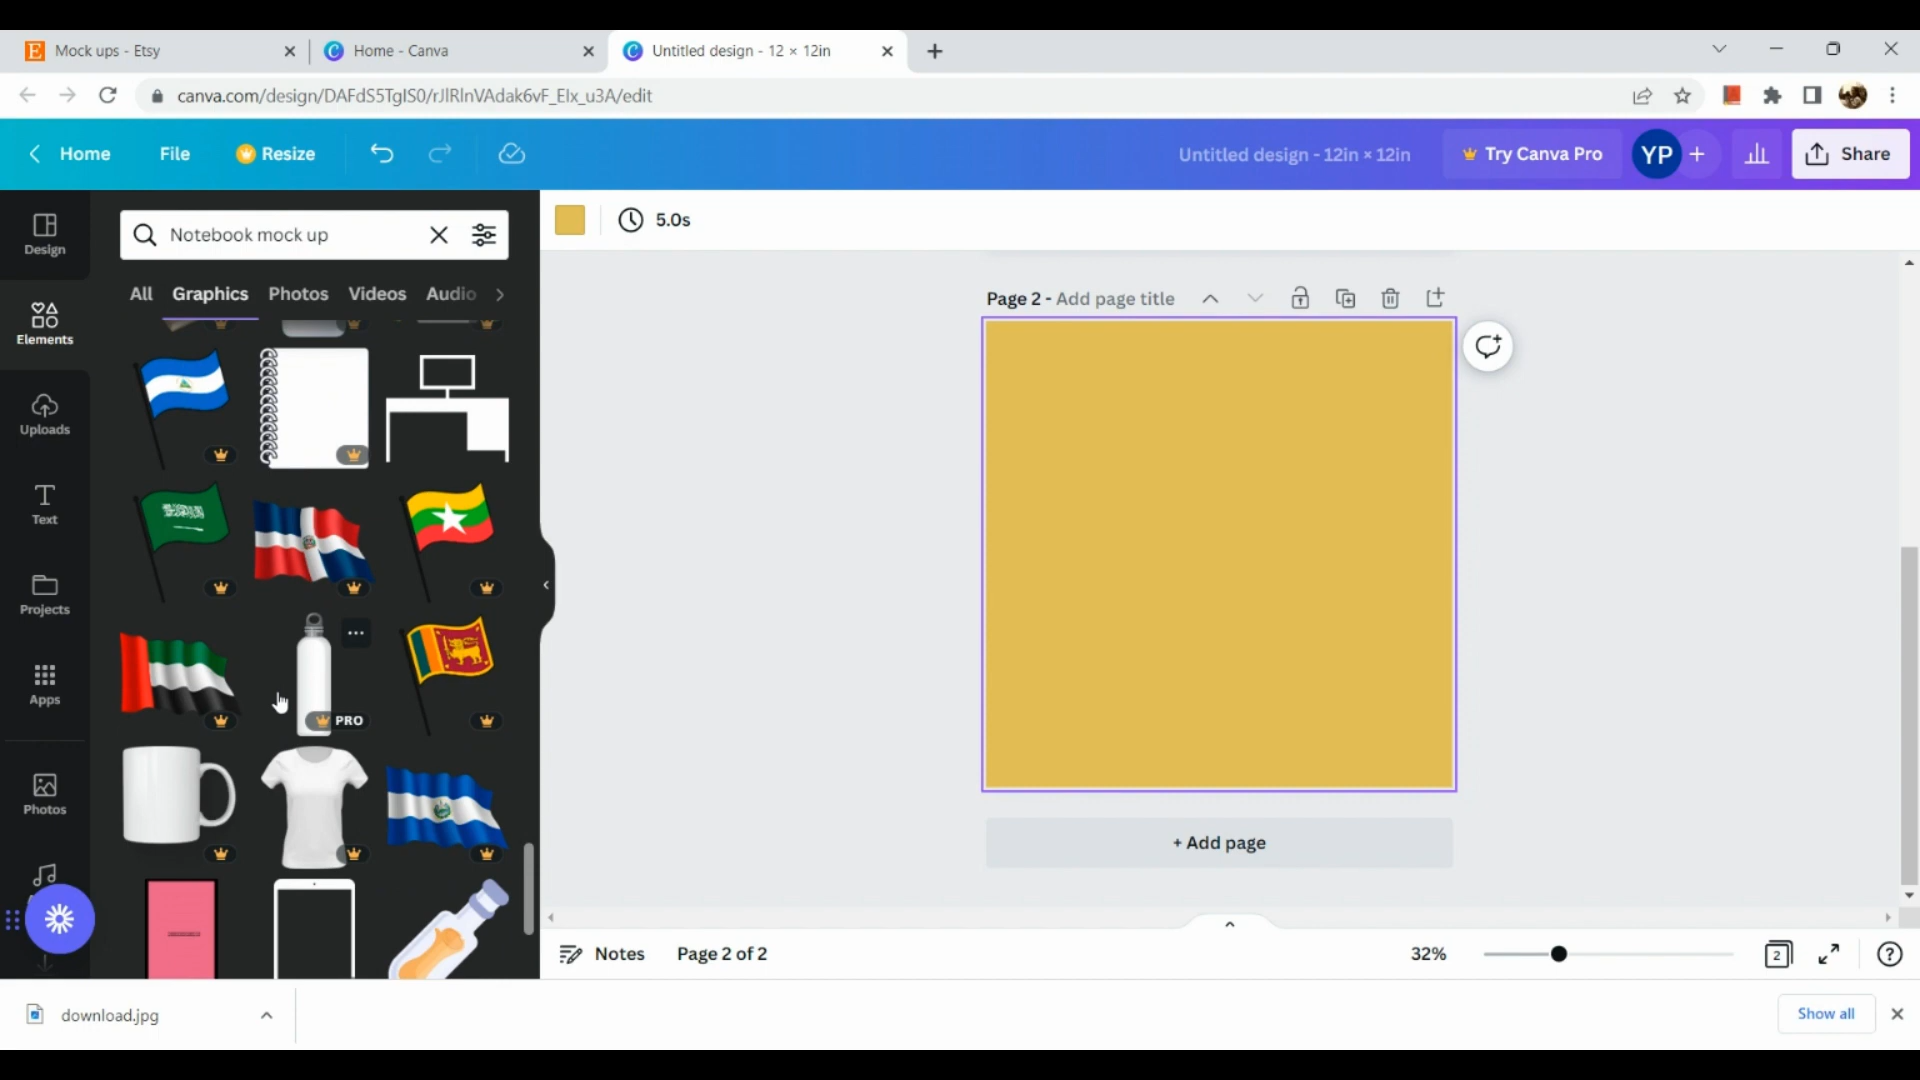 Mock ups - Etsy
Home - Canva
Untitled design - 12 × 12in
canva.com/design/DAFdS5TgIS0/rJIRlnVAdak6vF_Elx_u3A/edit
Home
File
Resize
Untitled design - 12in × 12in
Try Canva Pro
YP
Share
Design
Notebook mock up
5.0s
All
Graphics
Photos
Videos
Audio
Page 2 - Add page title
Elements
Uploads
Text
Projects
Apps
PRO
Photos
+ Add page
Notes
Page 2 of 2
32%
2
download.jpg
Show all